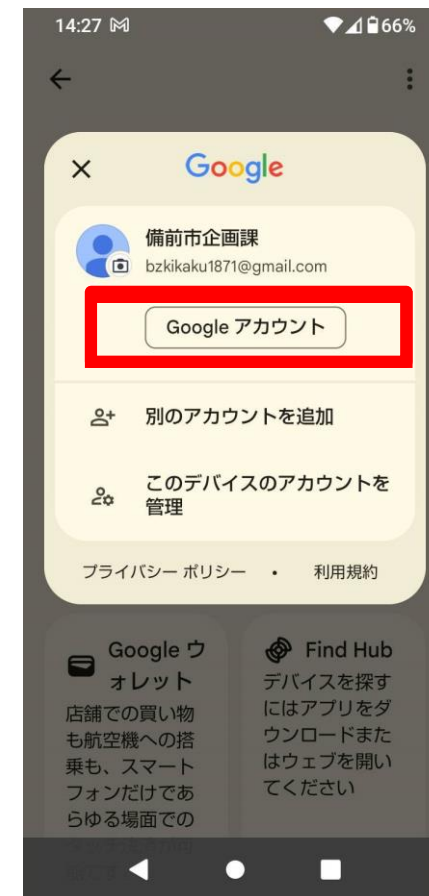 14:27
66%
Google
備前市企画課
bzkikaku1871@gmail.com
Google アカウント
別のアカウントを追加
このデバイスのアカウントを
管理
プライバシー ポリシー ・ 利用規約
Google ウ
ォレット
店舗での買い物
も航空機への搭
乗も、スマート
フォンだけであ
らゆる場面での
Find Hub
デバイスを探す
にはアプリをダ
ウンロードまた
はウェブを開い
てください